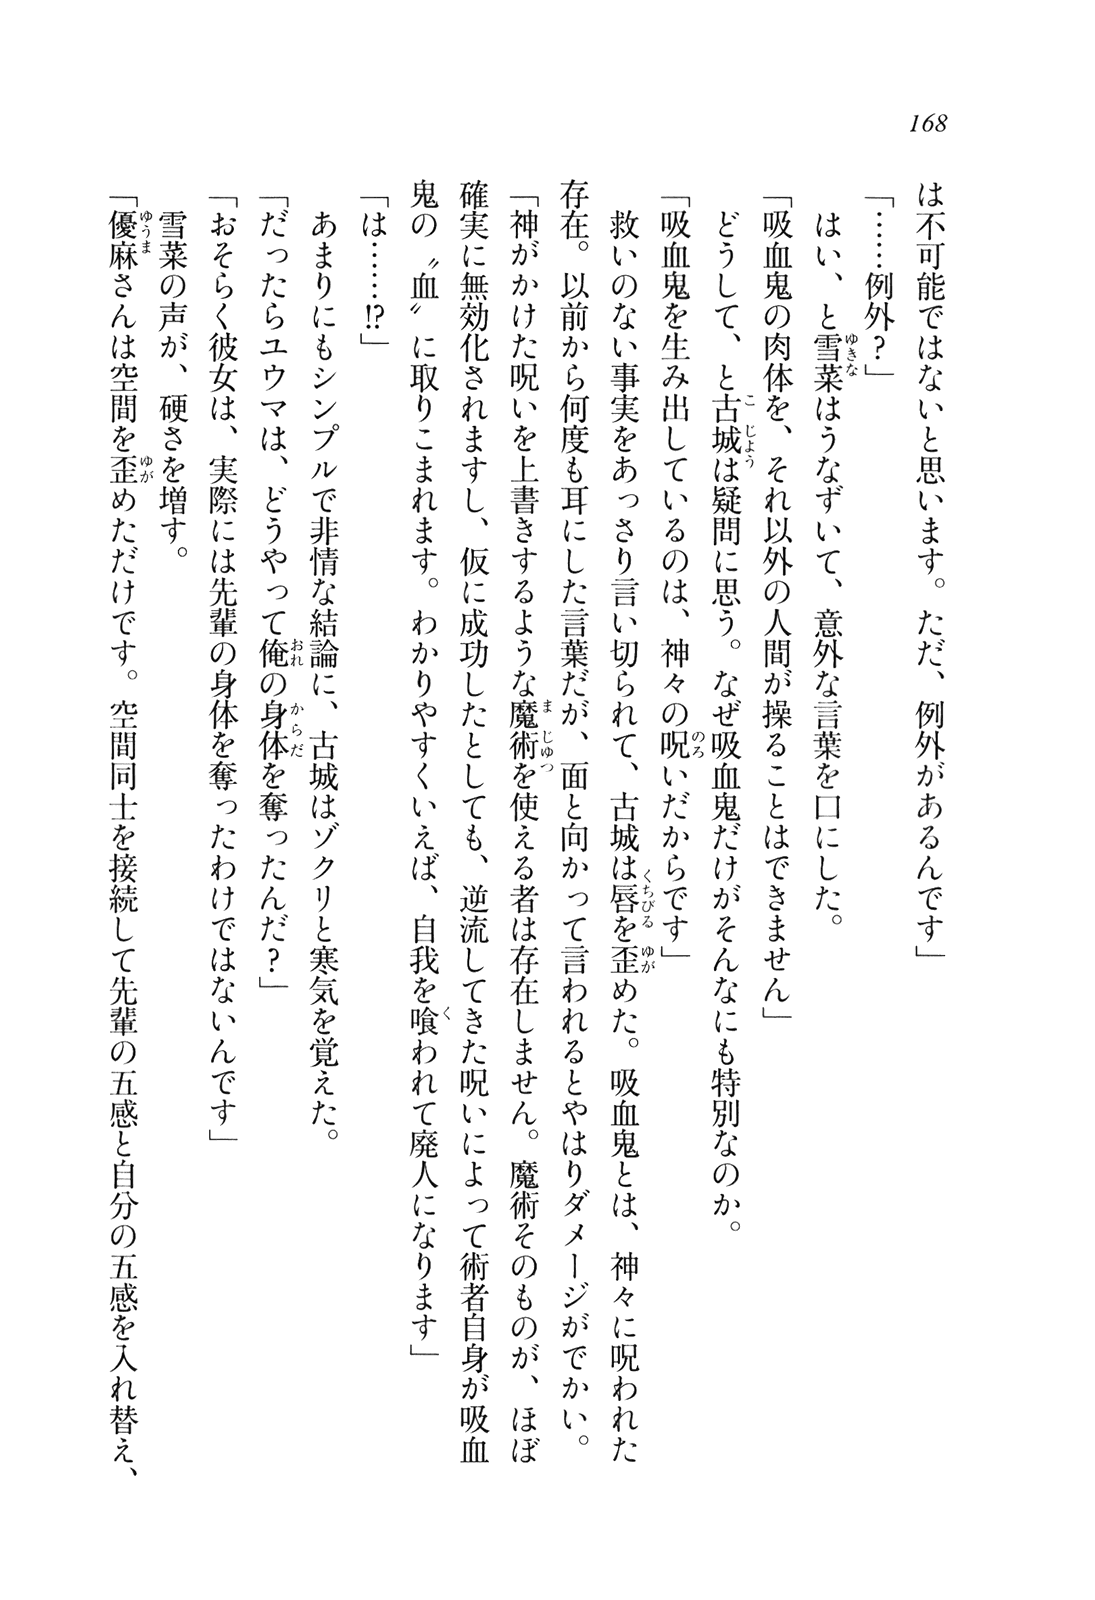 168
は不可能ではないと思います。ただ、例外があるんです」
「……例外？」
　はい、と雪菜はうなずいて、意外な言葉を口にした。
「吸血鬼の肉体を、それ以外の人間が操ることはできません」
　どうして、と古城は疑問に思う。なぜ吸血鬼だけがそんなにも特別なのか。
「吸血鬼を生み出しているのは、神々の呪いだからです」
　救いのない事実をあっさり言い切られて、古城は唇を歪めた。吸血鬼とは、神々に呪われた
存在。以前から何度も耳にした言葉だが、面と向かって言われるとやはりダメージがでかい。
「神がかけた呪いを上書きするような魔術を使える者は存在しません。魔術そのものが、ほぼ
確実に無効化されますし、仮に成功したとしても、逆流してきた呪いによって術者自身が吸血
鬼の〝血〟に取りこまれます。わかりやすくいえば、自我を喰われて廃人になります」
「は……!?」
　あまりにもシンプルで非情な結論に、古城はゾクリと寒気を覚えた。
「だったらユウマは、どうやって俺の身体を奪ったんだ？」
「おそらく彼女は、実際には先輩の身体を奪ったわけではないんです」
　雪菜の声が、硬さを増す。
「優麻さんは空間を歪めただけです。空間同士を接続して先輩の五感と自分の五感を入れ替え、